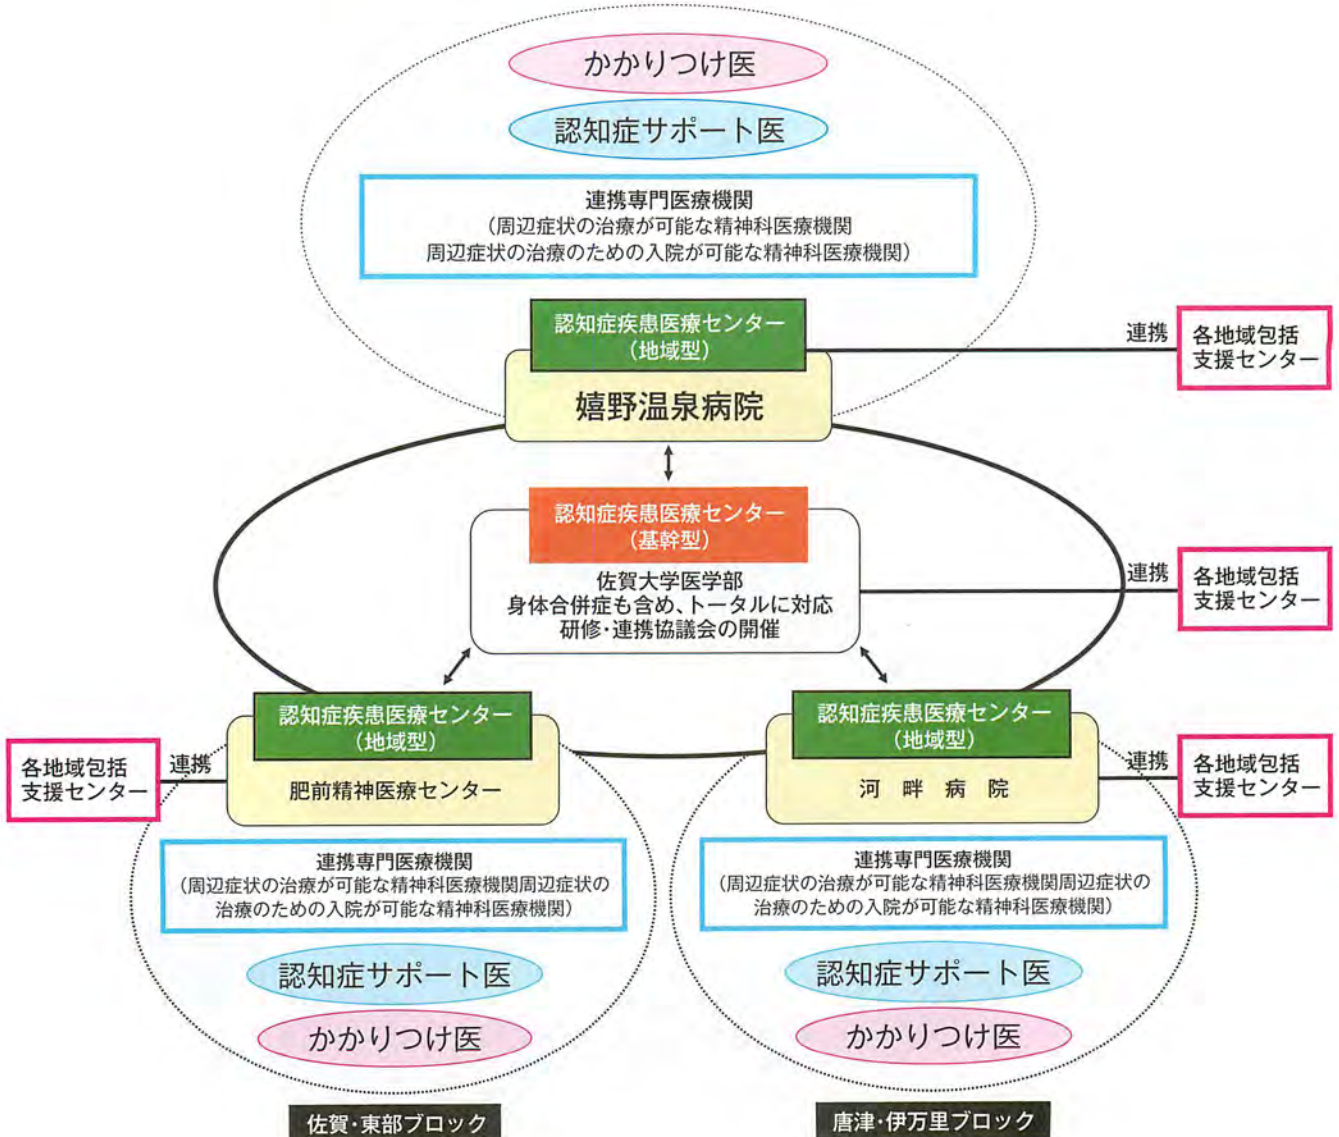 かかりつけ医
認知症サポート医
連携専門医療機関
（周辺症状の治療が可能な精神科医療機関
周辺症状の治療のための入院が可能な精神科医療機関）
認知症疾患医療センター
（地域型）
嬉野温泉病院
連携
各地域包括
支援センター
認知症疾患医療センター
（基幹型）
佐賀大学医学部
身体合併症も含め、トータルに対応
研修・連携協議会の開催
連携
各地域包括
支援センター
認知症疾患医療センター
（地域型）
肥前精神医療センター
連携
各地域包括
支援センター
連携専門医療機関
（周辺症状の治療が可能な精神科医療機関周辺症状の
治療のための入院が可能な精神科医療機関）
認知症サポート医
かかりつけ医
佐賀・東部ブロック
認知症疾患医療センター
（地域型）
河畔病院
連携
各地域包括
支援センター
連携専門医療機関
（周辺症状の治療が可能な精神科医療機関周辺症状の
治療のための入院が可能な精神科医療機関）
認知症サポート医
かかりつけ医
唐津・伊万里ブロック